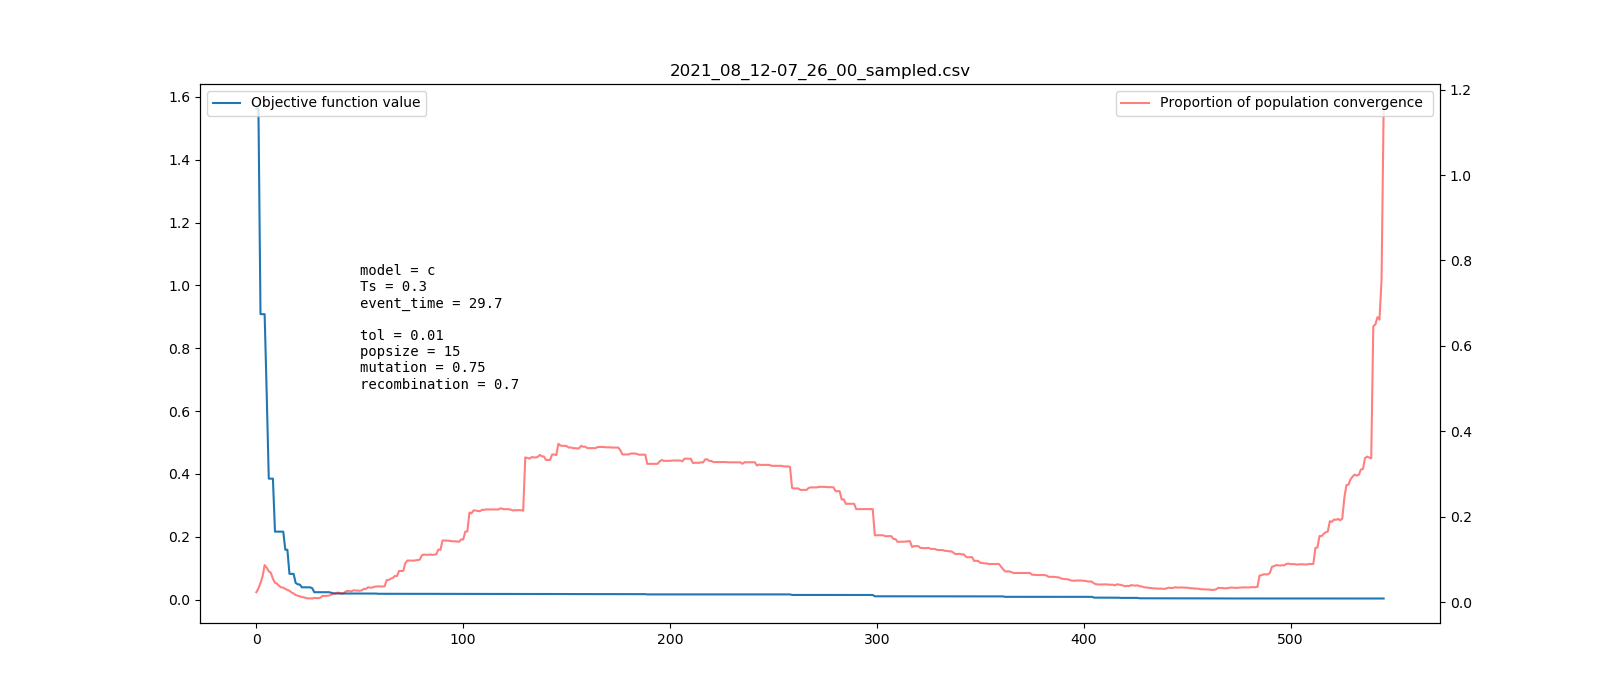 2021_08_12-07_26_00_sampled.csv
Objective function value
Proportion of population convergence
1.6
1.4
1.2
1.0
0.8
0.6
0.4
0.2
0.0
model = c
Ts = 0.3
event_time = 29.7
tol = 0.01
popsize = 15
mutation = 0.75
recombination = 0.7
1.2
1.0
0.8
0.6
0.4
0.2
0.0
0
100
200
300
400
500